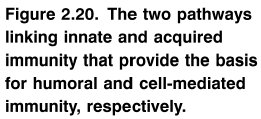 Figure 2.20. The two pathways
linking innate and acquired
immunity that provide the basis
for humoral and cell-mediated
immunity, respectively.